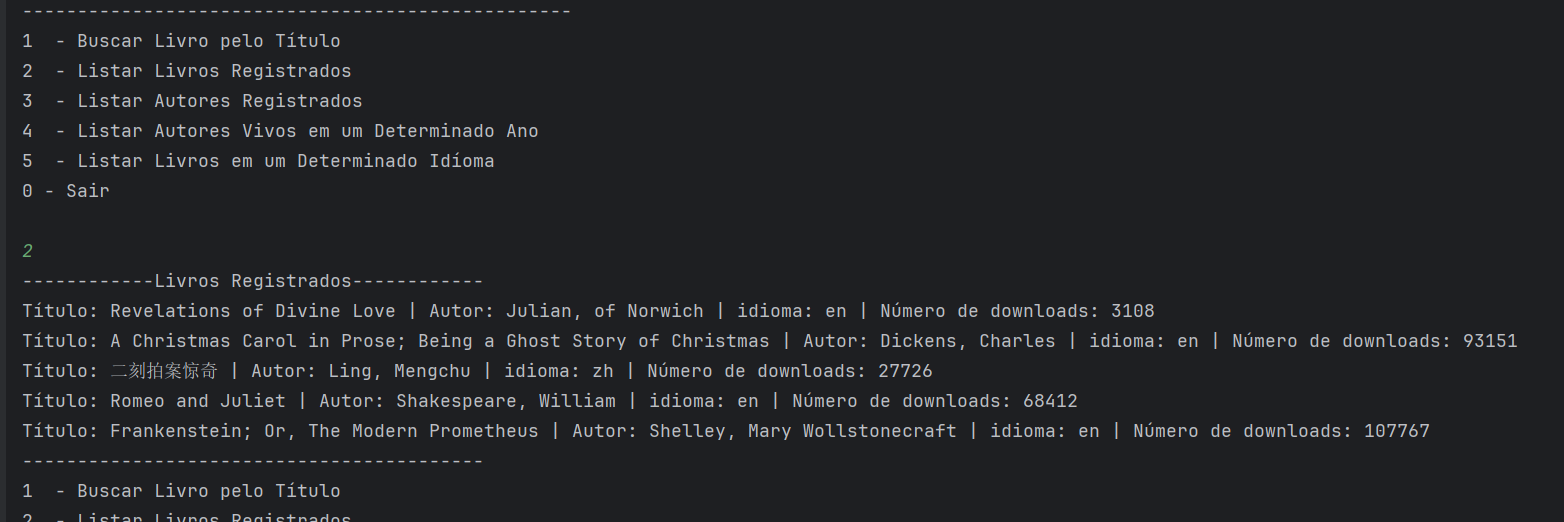 --------------------------------------------------
1  - Buscar Livro pelo Título
2  - Listar Livros Registrados
3  - Listar Autores Registrados
4  - Listar Autores Vivos em um Determinado Ano
5  - Listar Livros em um Determinado Idíoma
0 - Sair
2
------------Livros Registrados------------
Título: Revelations of Divine Love | Autor: Julian, of Norwich | idioma: en | Número de downloads: 3108
Título: A Christmas Carol in Prose; Being a Ghost Story of Christmas | Autor: Dickens, Charles | idioma: en | Número de downloads: 93151
Título: 二刻拍案惊奇 | Autor: Ling, Mengchu | idioma: zh | Número de downloads: 27726
Título: Romeo and Juliet | Autor: Shakespeare, William | idioma: en | Número de downloads: 68412
Título: Frankenstein; Or, The Modern Prometheus | Autor: Shelley, Mary Wollstonecraft | idioma: en | Número de downloads: 107767
------------------------------------------
1  - Buscar Livro pelo Título
2  - Listar Livros Registrados